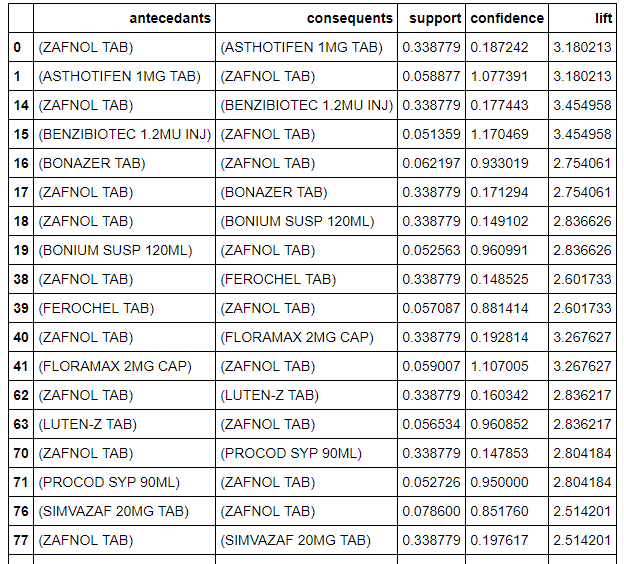 antecedants consequents support confidence lift
0 (ZAFNOL TAB) (ASTHOTIFEN 1MG TAB) 0.338779 0.187242 3.180213
1 (ASTHOTIFEN 1MG TAB) (ZAFNOL TAB) 0.058877 1.077391 3.180213
14 (ZAFNOL TAB) (BENZIBIOTEC 1.2MU INJ) 0.338779 0.177443 3.454958
15 (BENZIBIOTEC 1.2MU INJ) (ZAFNOL TAB) 0.051359 1.170469 3.454958
16 (BONAZER TAB) (ZAFNOL TAB) 0.062197 0.933019 2.754061
17 (ZAFNOL TAB) (BONAZER TAB) 0.338779 0.171294 2.754061
18 (ZAFNOL TAB) (BONIUM SUSP 120ML) 0.338779 0.149102 2.836626
19 (BONIUM SUSP 120ML) (ZAFNOL TAB) 0.052563 0.960991 2.836626
38 (ZAFNOL TAB) (FEROCHEL TAB) 0.338779 0.148525 2.601733
39 (FEROCHEL TAB) (ZAFNOL TAB) 0.057087 0.881414 2.601733
40 (ZAFNOL TAB) (FLORAMAX 2MG CAP) 0.338779 0.192814 3.267627
41 (FLORAMAX 2MG CAP) (ZAFNOL TAB) 0.059007 1.107005 3.267627
62 (ZAFNOL TAB) (LUTEN-Z TAB) 0.338779 0.160342 2.836217
63 (LUTEN-Z TAB) (ZAFNOL TAB) 0.056534 0.960852 2.836217
70 (ZAFNOL TAB) (PROCOD SYP 90ML) 0.338779 0.147853 2.804184
71 (PROCOD SYP 90ML) (ZAFNOL TAB) 0.052726 0.950000 2.804184
76 (SIMVAZAF 20MG TAB) (ZAFNOL TAB) 0.078600 0.851760 2.514201
77 (ZAFNOL TAB) (SIMVAZAF 20MG TAB) 0.338779 0.197617 2.514201